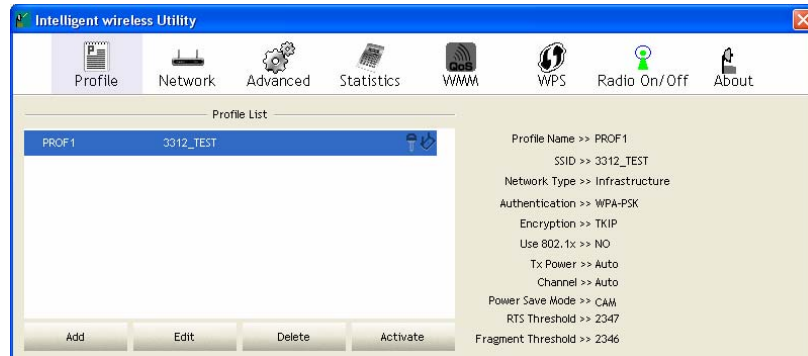 Intelligent wireless Utility
Profile Network Advanced Statistics QoS WMM WPS Radio On/Off About
Profile List
PROF1 3312_TEST
Add Edit Delete Activate
Profile Name >> PROF1
SSID >> 3312_TEST
Network Type >> Infrastructure
Authentication >> WPA-PSK
Encryption >> TKIP
Use 802.1x >> NO
Tx Power >> Auto
Channel >> Auto
Power Save Mode >> CAM
RTS Threshold >> 2347
Fragment Threshold >> 2346